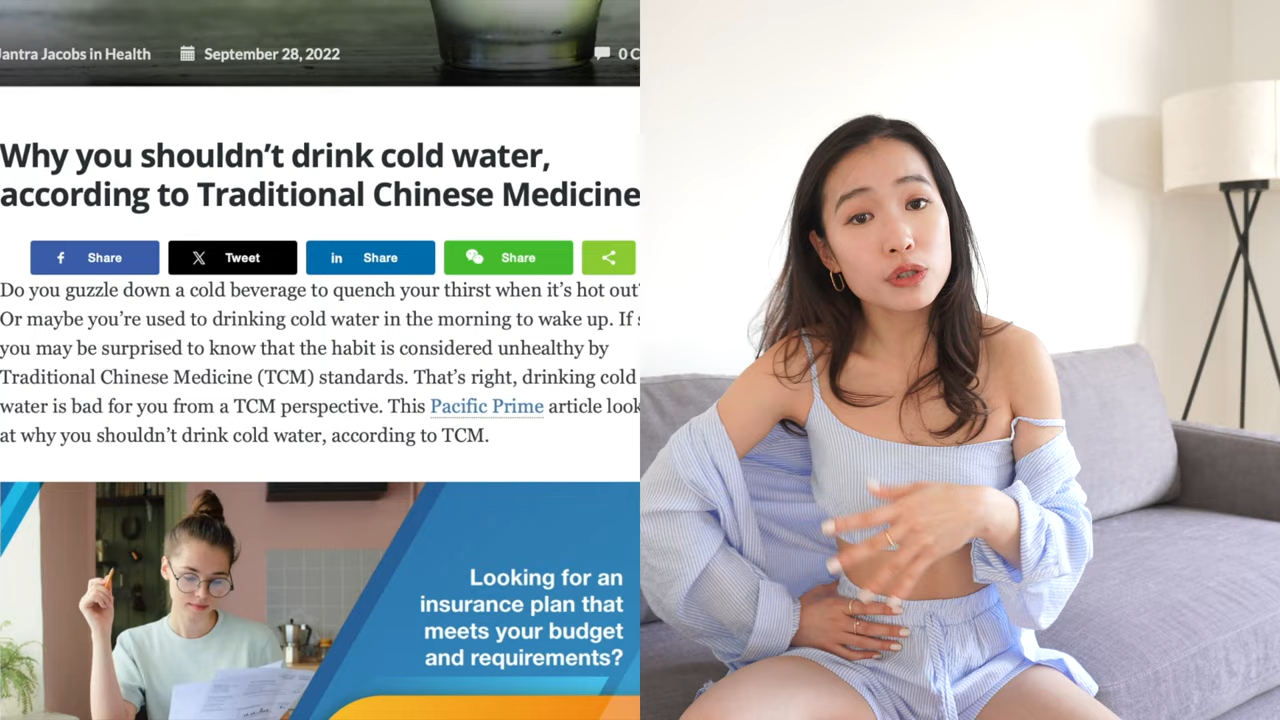 Jantra Jacobs in Health September 28, 2022 0 C
Why you shouldn't drink cold water,
according to Traditional Chinese Medicine
Share Tweet Share Share
Do you guzzle down a cold beverage to quench your thirst when it's hot out
Or maybe you're used to drinking cold water in the morning to wake up. If s
you may be surprised to know that the habit is considered unhealthy by
Traditional Chinese Medicine (TCM) standards. That's right, drinking cold
water is bad for you from a TCM perspective. This Pacific Prime article look
at why you shouldn't drink cold water, according to TCM.
Looking for an
insurance plan that
meets your budget
and requirements?